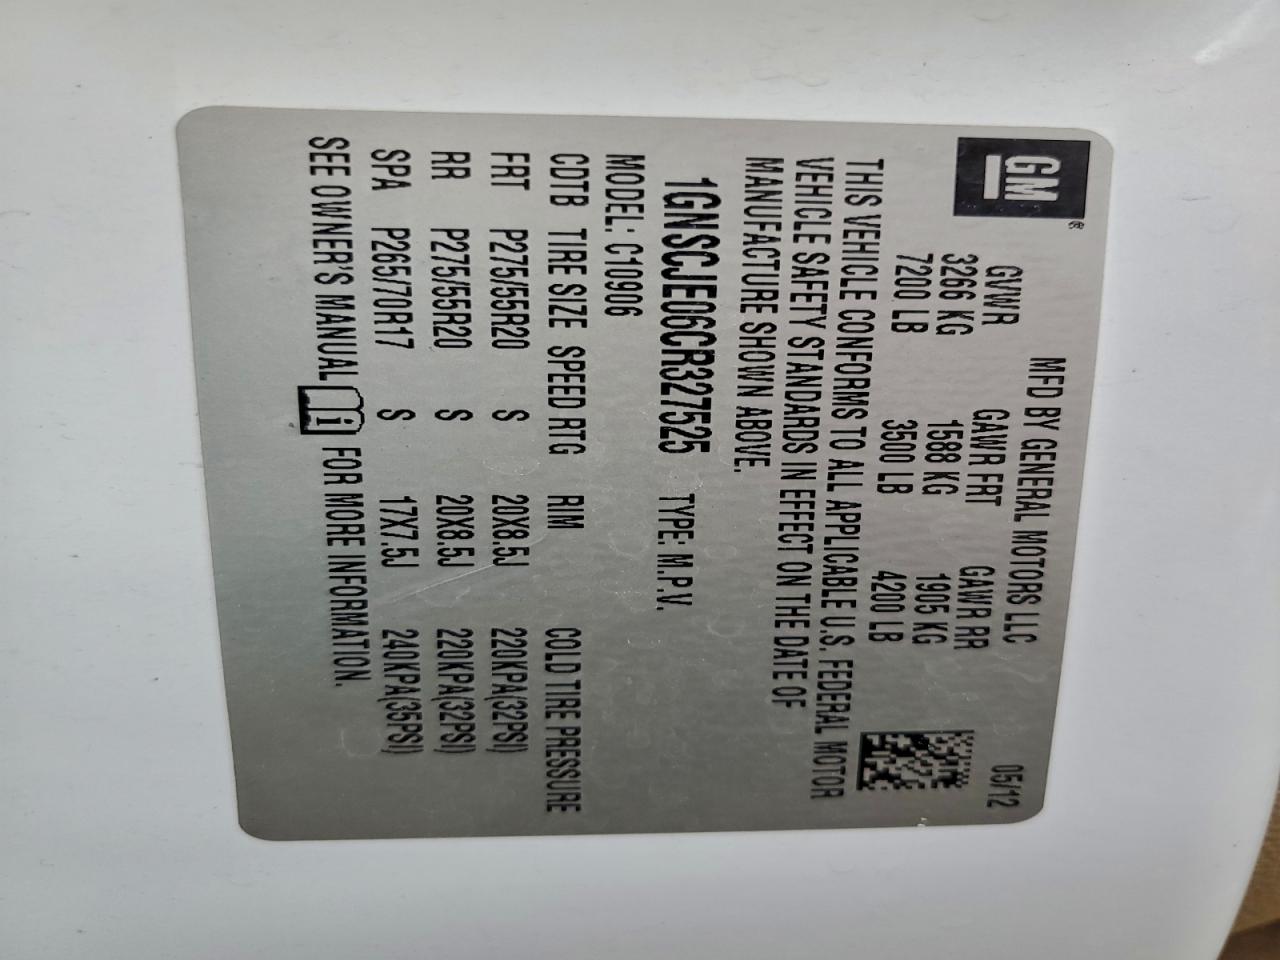 GM®
MFD BY GENERAL MOTORS LLC 05/12
GVWR GAWR FRT GAWR RR
3266 KG 1588 KG 1905 KG
7200 LB 3500 LB 4200 LB
THIS VEHICLE CONFORMS TO ALL APPLICABLE U.S. FEDERAL MOTOR
VEHICLE SAFETY STANDARDS IN EFFECT ON THE DATE OF
MANUFACTURE SHOWN ABOVE.
1GNSCJE06CR327525 TYPE: M.P.V.
MODEL: C10906
CDTB TIRE SIZE SPEED RTG RIM COLD TIRE PRESSURE
FRT P275/55R20 S 20X8.5J 220KPA(32PSI)
RR P275/55R20 S 20X8.5J 220KPA(32PSI)
SPA P265/70R17 S 17X7.5J 240KPA(35PSI)
SEE OWNER'S MANUAL i FOR MORE INFORMATION.